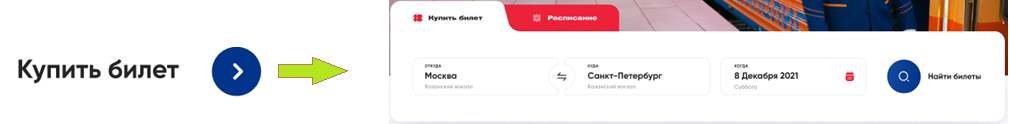 Купить билет
Купить билет
Расписание
ОТКУДА
Москва
Казанский вокзал
КУДА
Санкт-Петербург
Казанский вокзал
КОГДА
8 Декабря 2021
Суббота
Найти билеты